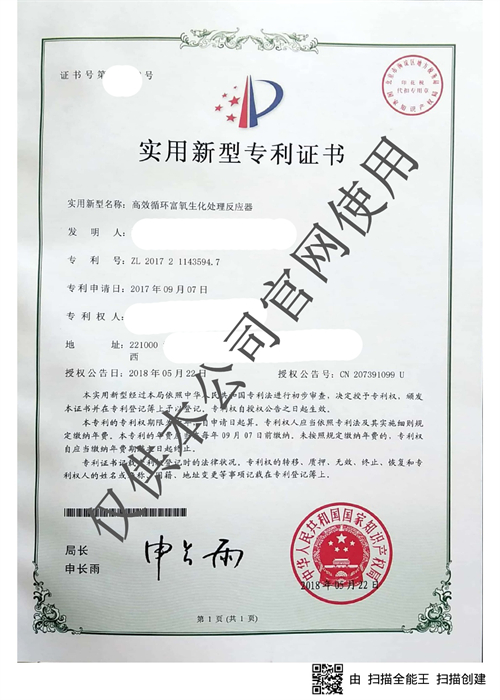 证书号第 号
实用新型专利证书
实用新型名称：高效循环富氧生化处理反应器
发 明 人：
专 利 号：ZL 2017 2 1143594.7
专利申请日：2017年09月07日
专 利 权 人：
地 址：221000
西
授权公告日：2018年05月22日 授权公告号：CN 207391099 U
本实用新型经过本局依照中华人民共和国专利法进行初步审查，决定授予专利权，颁发
本证书并在专利登记簿上予以登记，专利权自授权公告之日起生效。
本专利的专利权期限为 年，自申请日起算。专利权人应当依照专利法及其实施细则规
定缴纳年费。本专利的年费应当在每年09月07日前缴纳。未按照规定缴纳年费的，专利权
自应当缴纳年费期满之日起终止。
专利证书记载专利权登记时的法律状况。专利权的转移、质押、无效、终止、恢复和专
利权人的姓名或名称、国籍、地址变更等事项记载在专利登记簿上。
局长
申长雨
申长雨
中华人民共和国国家知识产权局
2018年05月22日
第 1 页 (共 1 页)
仅供本公司官网使用
由 扫描全能王 扫描创建